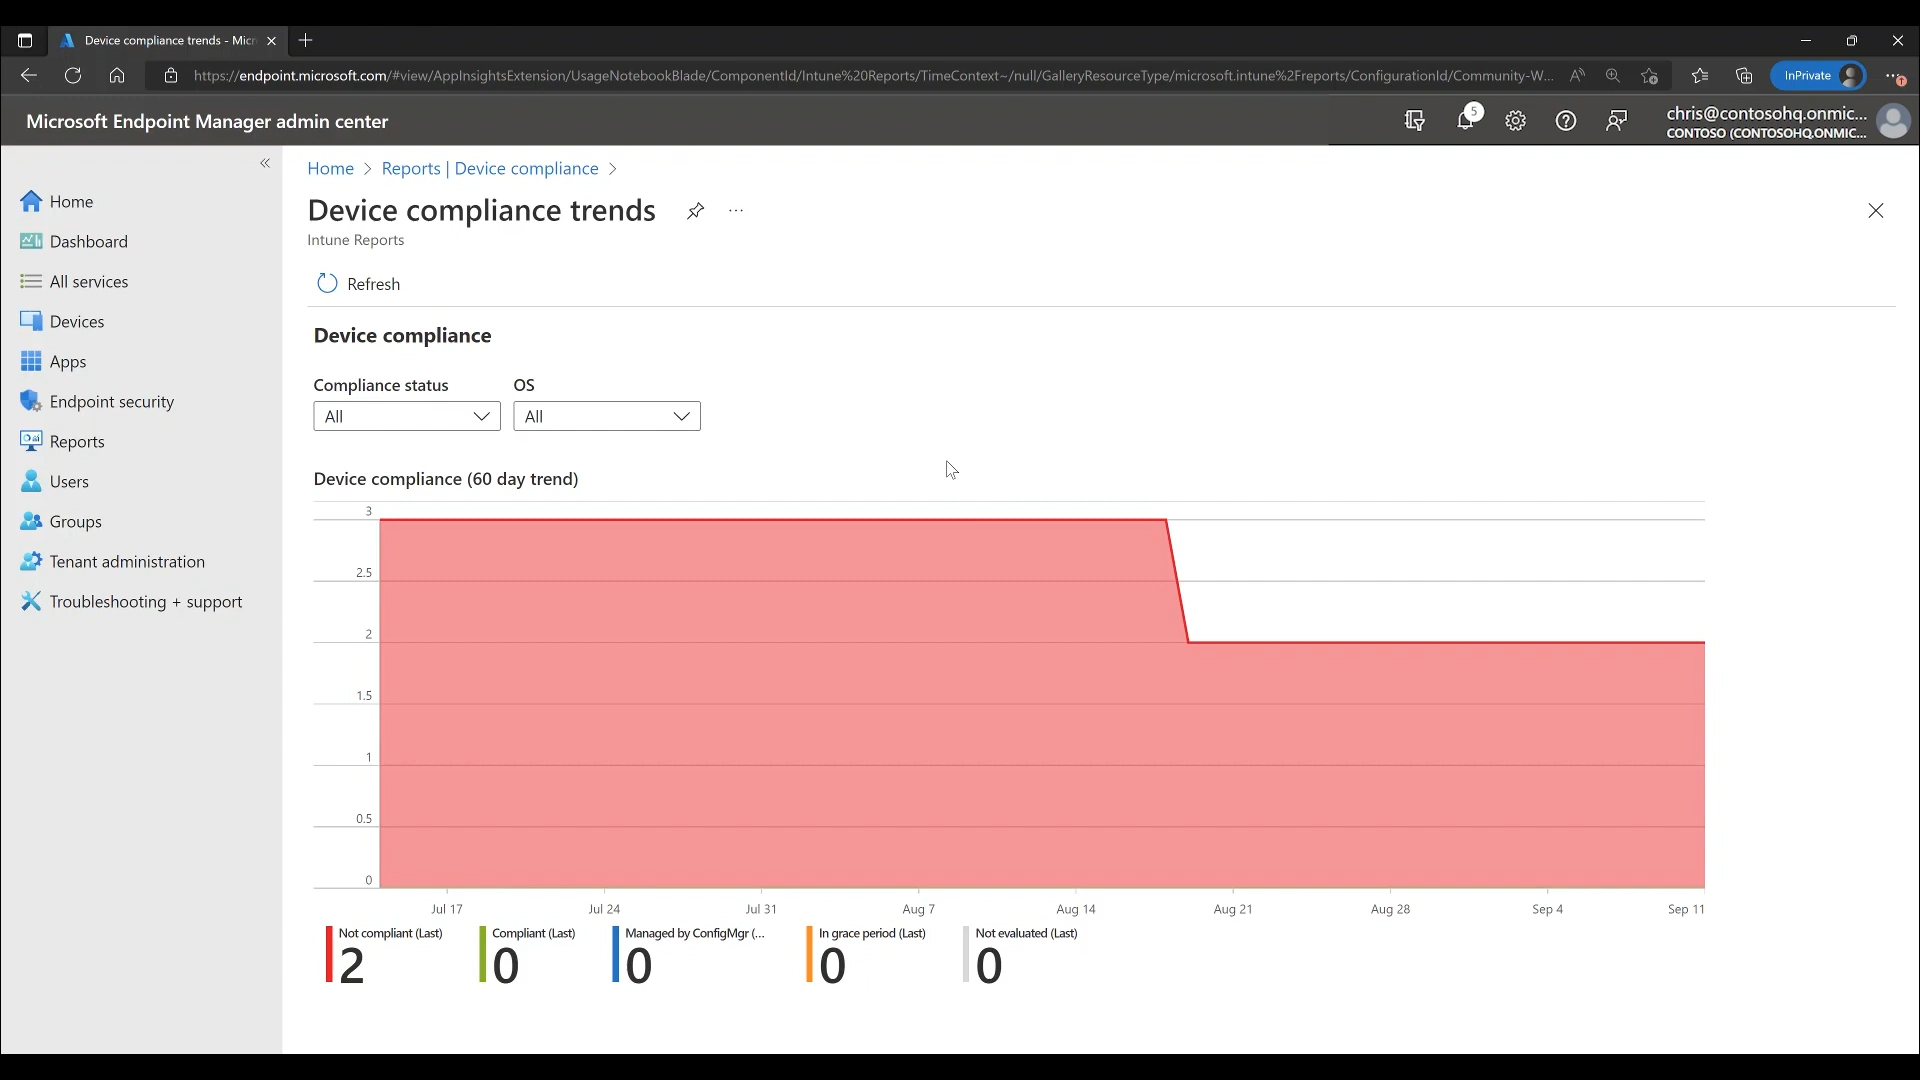 Device compliance trends - Micr
https://endpoint.microsoft.com/#view/AppInsightsExtension/UsageNotebookBlade/ComponentId/Intune%20Reports/TimeContext~/null/GalleryResourceType/microsoft.intune%2Freports/ConfigurationId/Community-W...
InPrivate
Microsoft Endpoint Manager admin center
5
chris@contosohq.onmic...
CONTOSO (CONTOSOHQ.ONMIC...
Home
Dashboard
All services
Devices
Apps
Endpoint security
Reports
Users
Groups
Tenant administration
Troubleshooting + support
Home > Reports | Device compliance >
Device compliance trends
Intune Reports
Refresh
Device compliance
Compliance status OS
All All
Device compliance (60 day trend)
3
2.5
2
1.5
1
0.5
0
Jul 17 Jul 24 Jul 31 Aug 7 Aug 14 Aug 21 Aug 28 Sep 4 Sep 11
Not compliant (Last) Compliant (Last) Managed by ConfigMgr (... In grace period (Last) Not evaluated (Last)
2 0 0 0 0